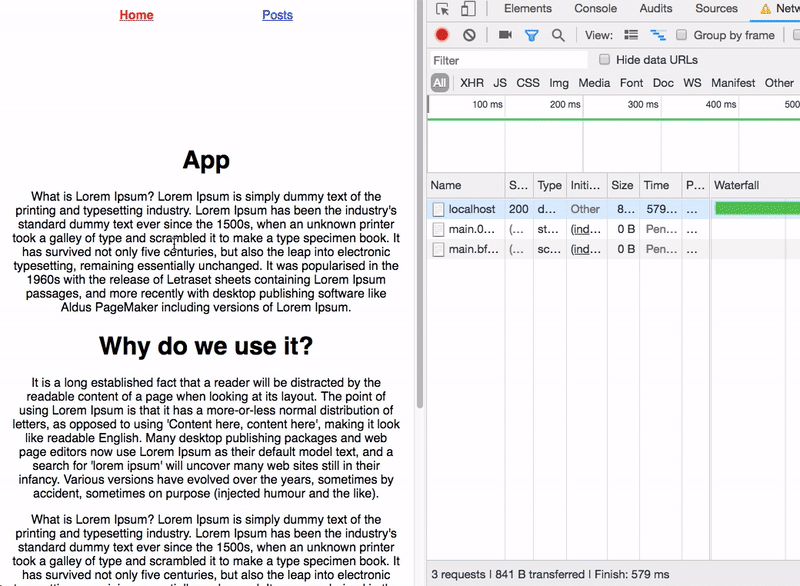 Home Posts
App
What is Lorem Ipsum? Lorem Ipsum is simply dummy text of the
printing and typesetting industry. Lorem Ipsum has been the industry's
standard dummy text ever since the 1500s, when an unknown printer
took a galley of type and scrambled it to make a type specimen book. It
has survived not only five centuries, but also the leap into electronic
typesetting, remaining essentially unchanged. It was popularised in the
1960s with the release of Letraset sheets containing Lorem Ipsum
passages, and more recently with desktop publishing software like
Aldus PageMaker including versions of Lorem Ipsum.
Why do we use it?
It is a long established fact that a reader will be distracted by the
readable content of a page when looking at its layout. The point of
using Lorem Ipsum is that it has a more-or-less normal distribution of
letters, as opposed to using 'Content here, content here', making it look
like readable English. Many desktop publishing packages and web
page editors now use Lorem Ipsum as their default model text, and a
search for 'lorem ipsum' will uncover many web sites still in their
infancy. Various versions have evolved over the years, sometimes by
accident, sometimes on purpose (injected humour and the like).
What is Lorem Ipsum? Lorem Ipsum is simply dummy text of the
printing and typesetting industry. Lorem Ipsum has been the industry's
standard dummy text ever since the 1500s, when an unknown printer
took a galley of type and scrambled it to make a type specimen book. It
has survived not only five centuries, but also the leap into electronic
Elements Console Audits Sources Netw
View: Group by frame
Filter Hide data URLs
All XHR JS CSS Img Media Font Doc WS Manifest Other
100 ms 200 ms 300 ms 400 ms 500
Name S... Type Initi... Size Time P... Waterfall
localhost 200 d... Other 8... 579... ...
main.0... (... st... (ind... 0 B Pen... ...
main.bf... (... sc... (ind... 0 B Pen... ...
3 requests | 841 B transferred | Finish: 579 ms